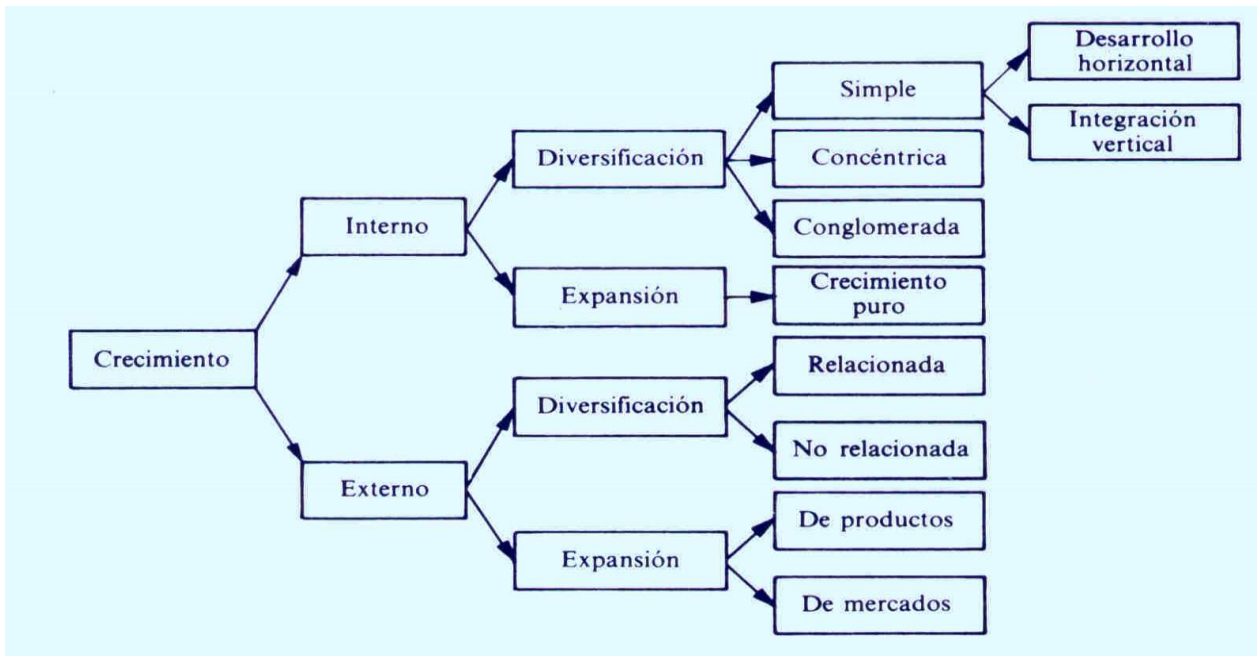 Desarrollo
horizontal
Simple
Integración
vertical
Diversificación
Concéntrica
Interno
Conglomerada
Expansión
Crecimiento
puro
Crecimiento
Relacionada
Diversificación
No relacionada
Externo
De productos
Expansión
De mercados